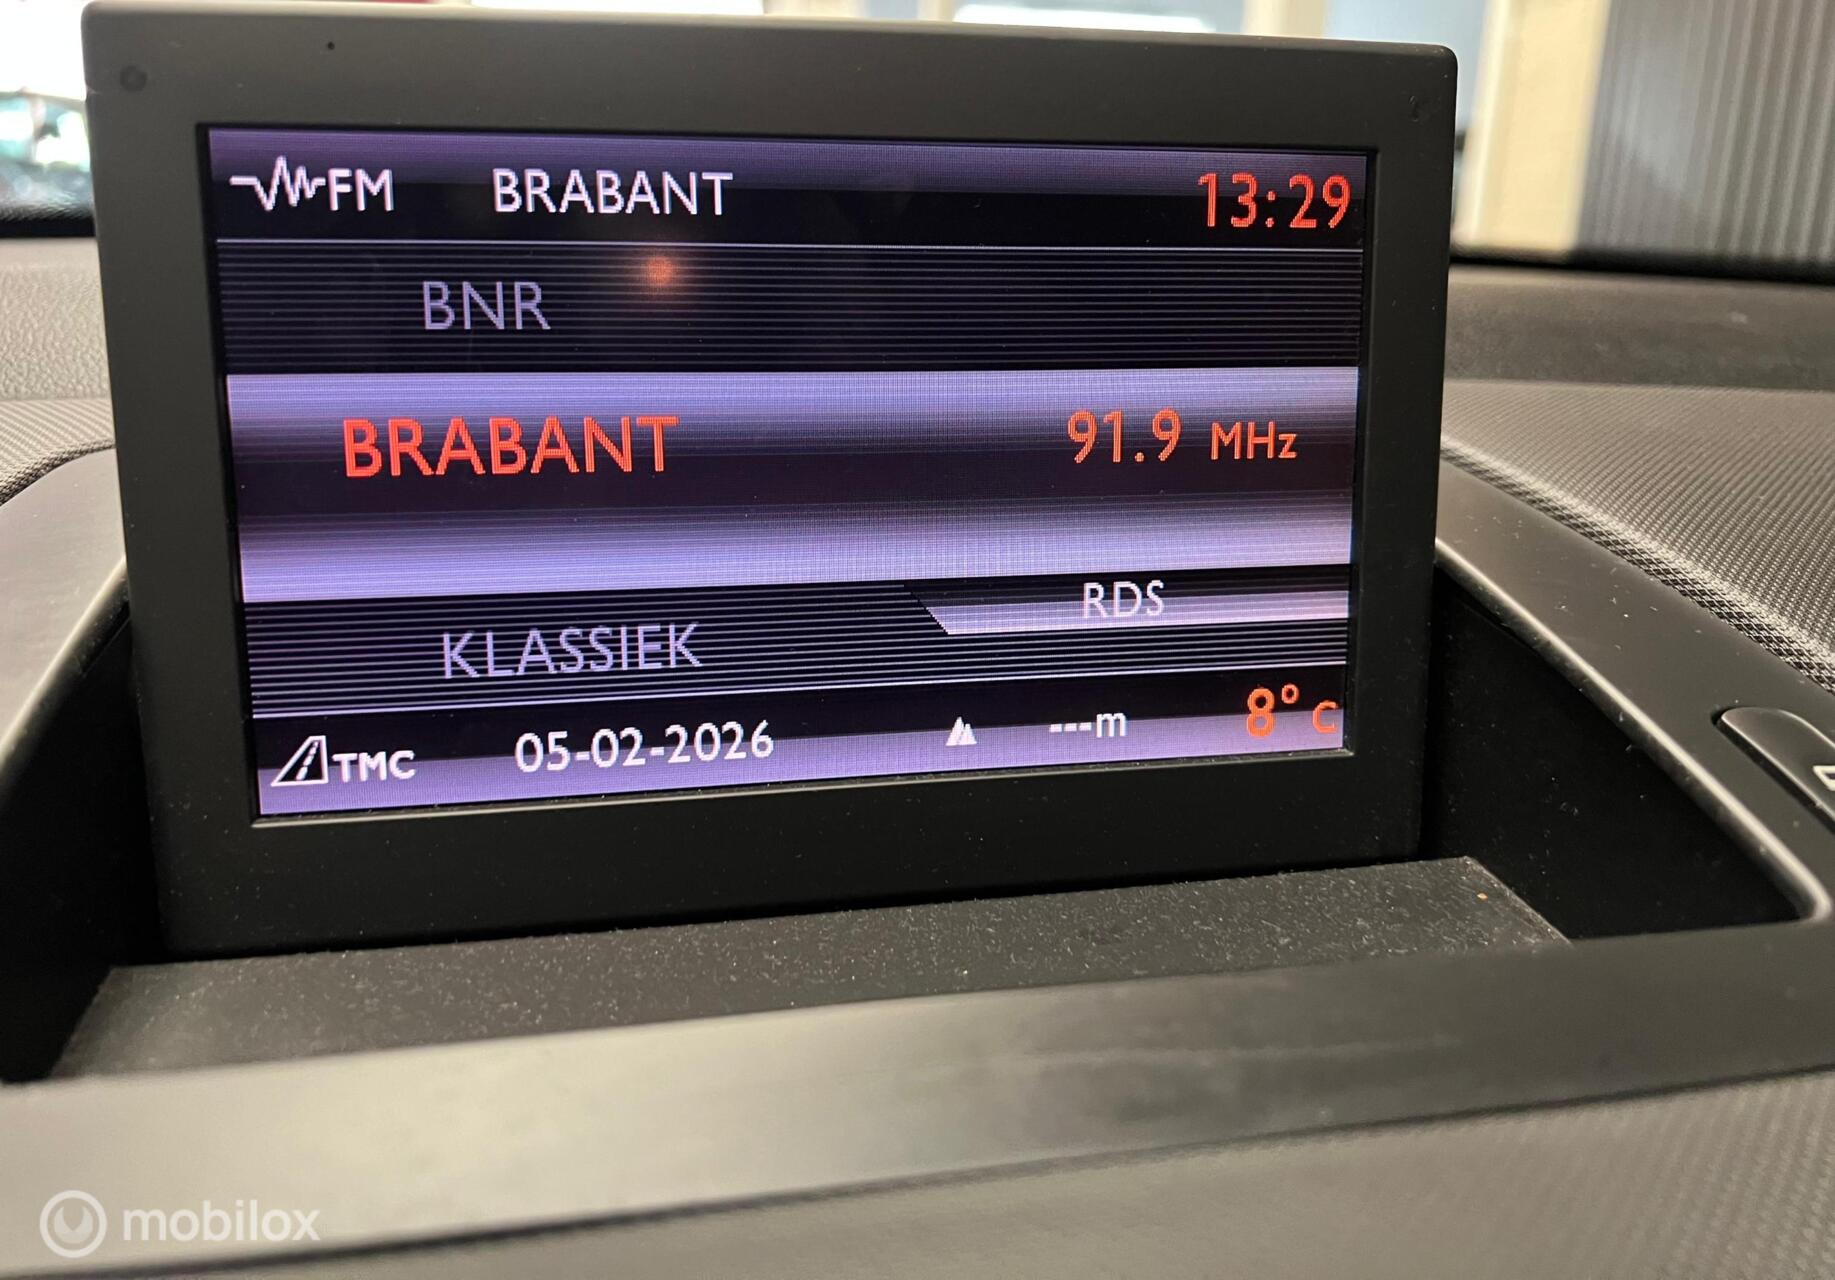 FM BRABANT 13:29
BNR
BRABANT 91.9 MHz
RDS
KLASSIEK
TMC 05-02-2026 ---m 8° C
mobilox